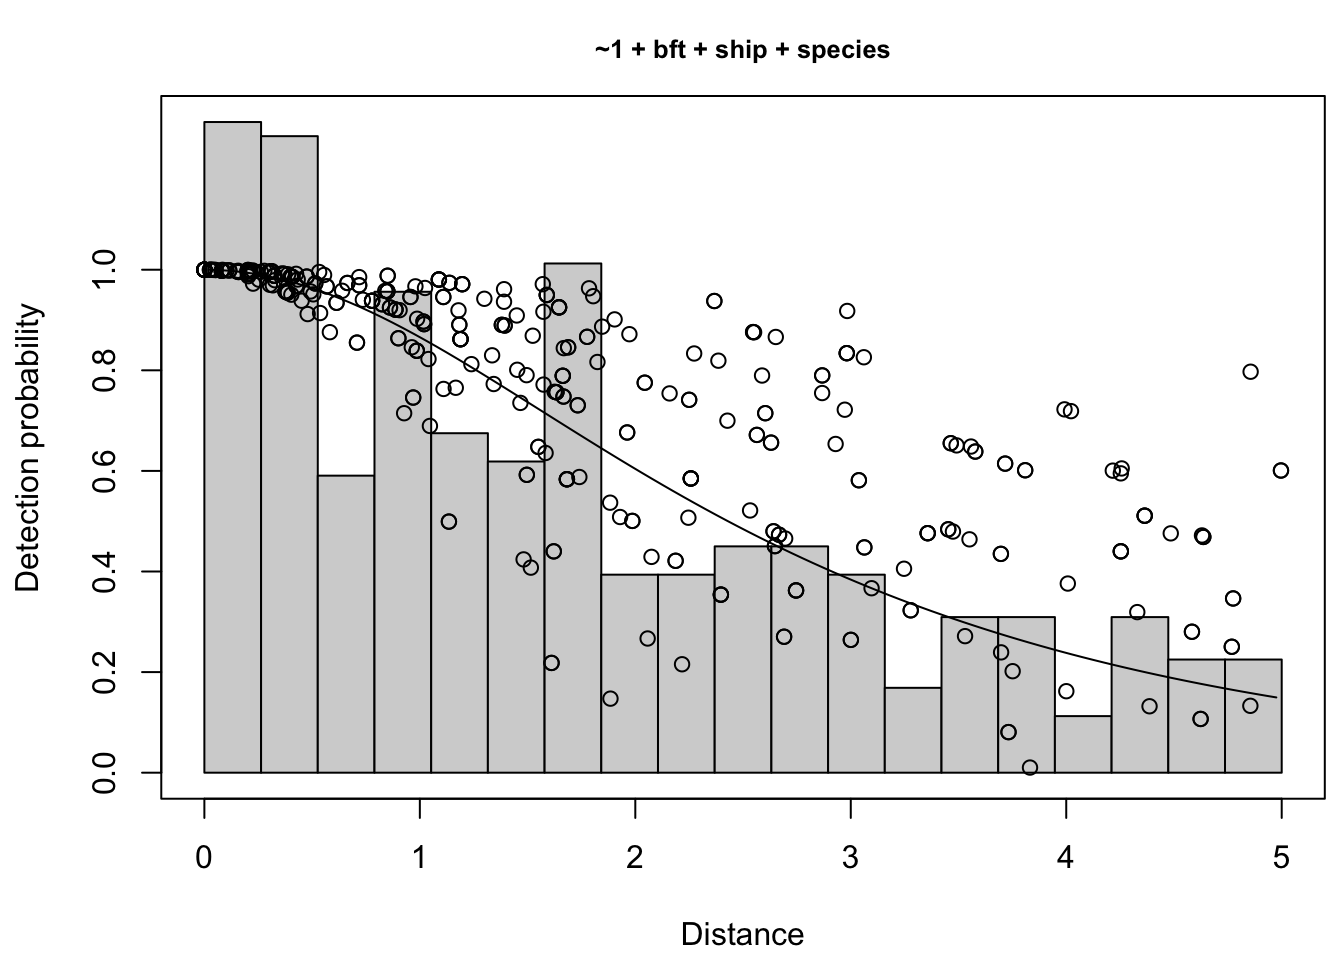 ~1 + bft + ship + species
Detection probability
1.0
0.8
0.6
0.4
0.2
0.0
0 1 2 3 4 5
Distance